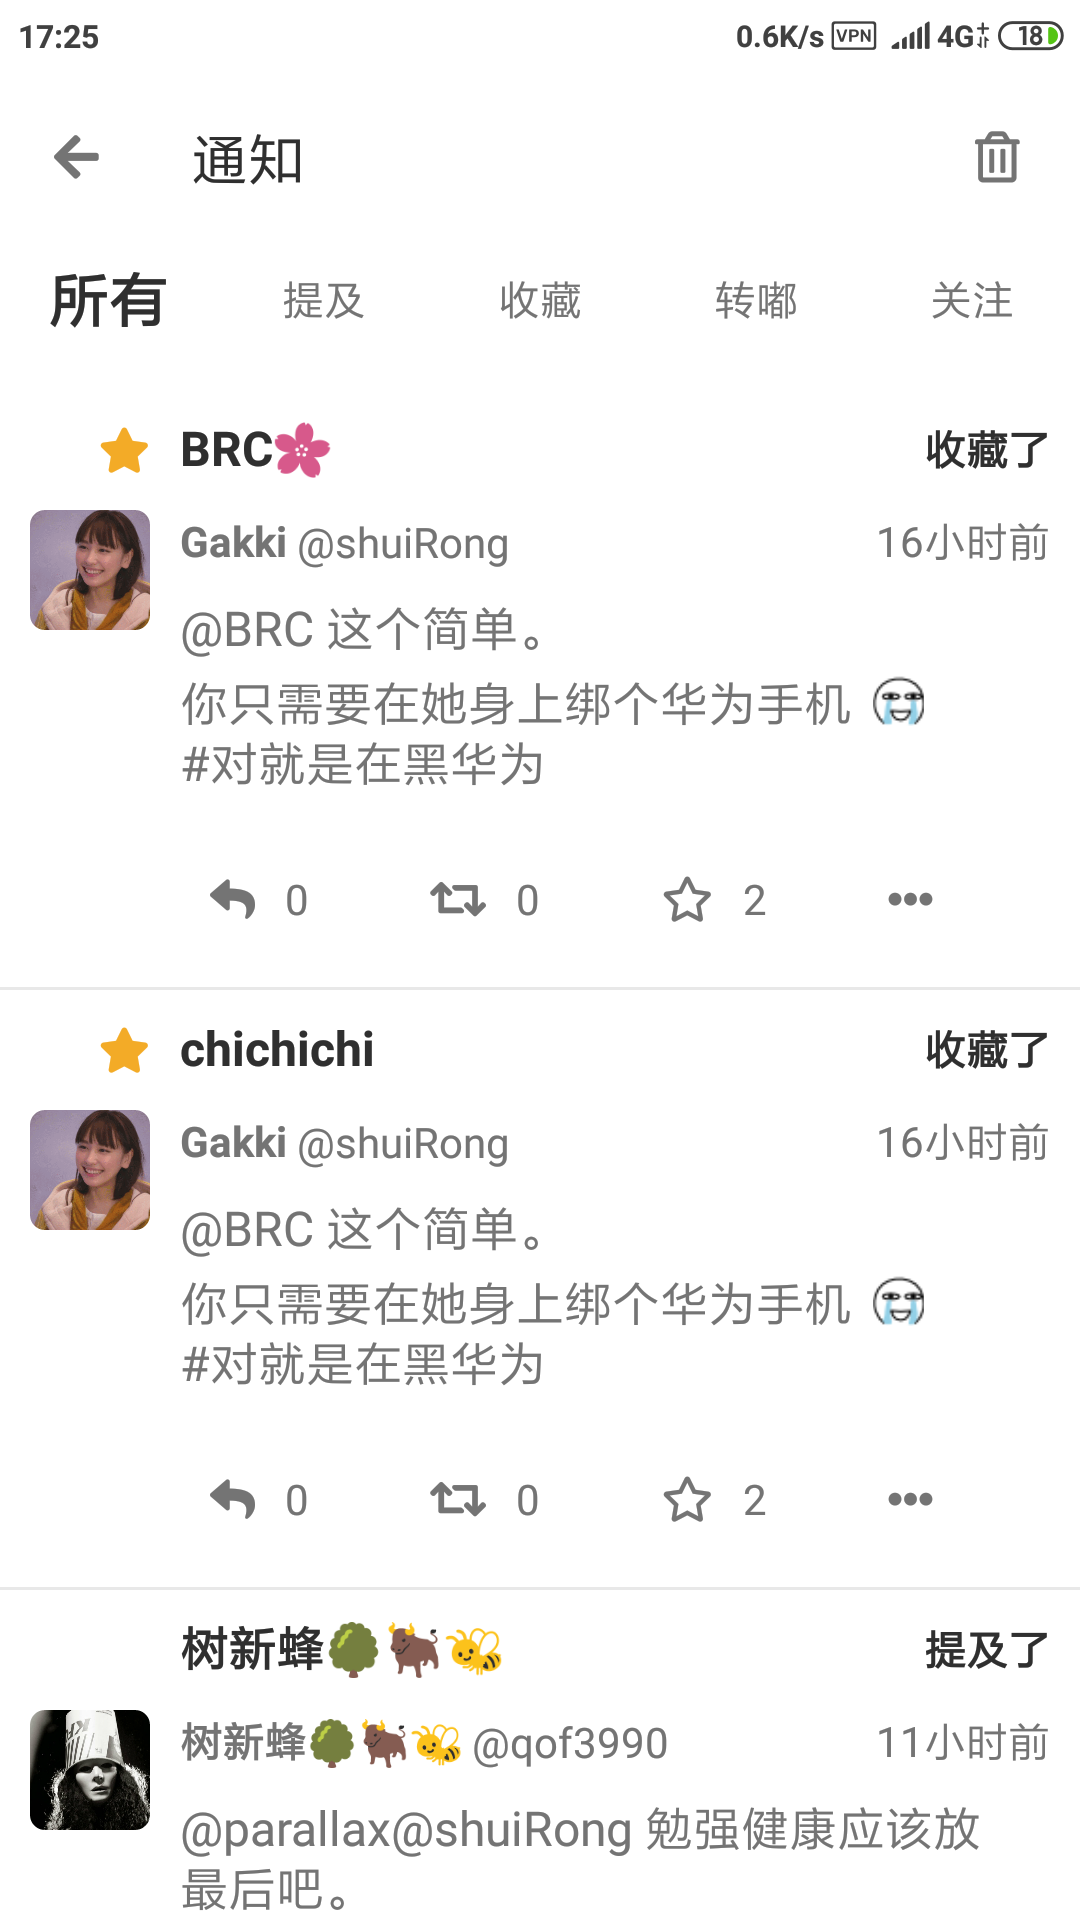 17:25
0.6K/s VPN 4G+ 18
通知
所有 提及 收藏 转嘟 关注
BRC🌸 收藏了
Gakki @shuiRong 16小时前
@BRC 这个简单。
你只需要在她身上绑个华为手机
#对就是在黑华为
0 0 2
chichichi 收藏了
Gakki @shuiRong 16小时前
@BRC 这个简单。
你只需要在她身上绑个华为手机
#对就是在黑华为
0 0 2
树新蜂🌳🐂🐝 提及了
树新蜂🌳🐂🐝 @qof3990 11小时前
@parallax@shuiRong 勉强健康应该放
最后吧。